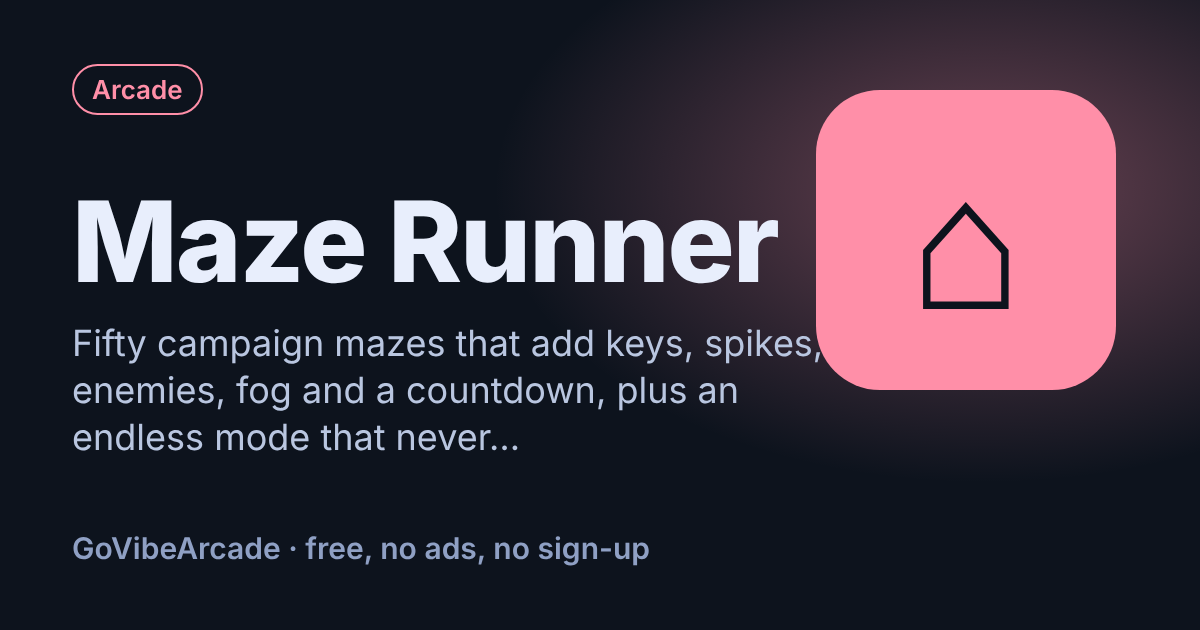 Arcade
Maze Runner
Fifty campaign mazes that add keys, spikes,
enemies, fog and a countdown, plus an
endless mode that never…
GoVibeArcade · free, no ads, no sign-up